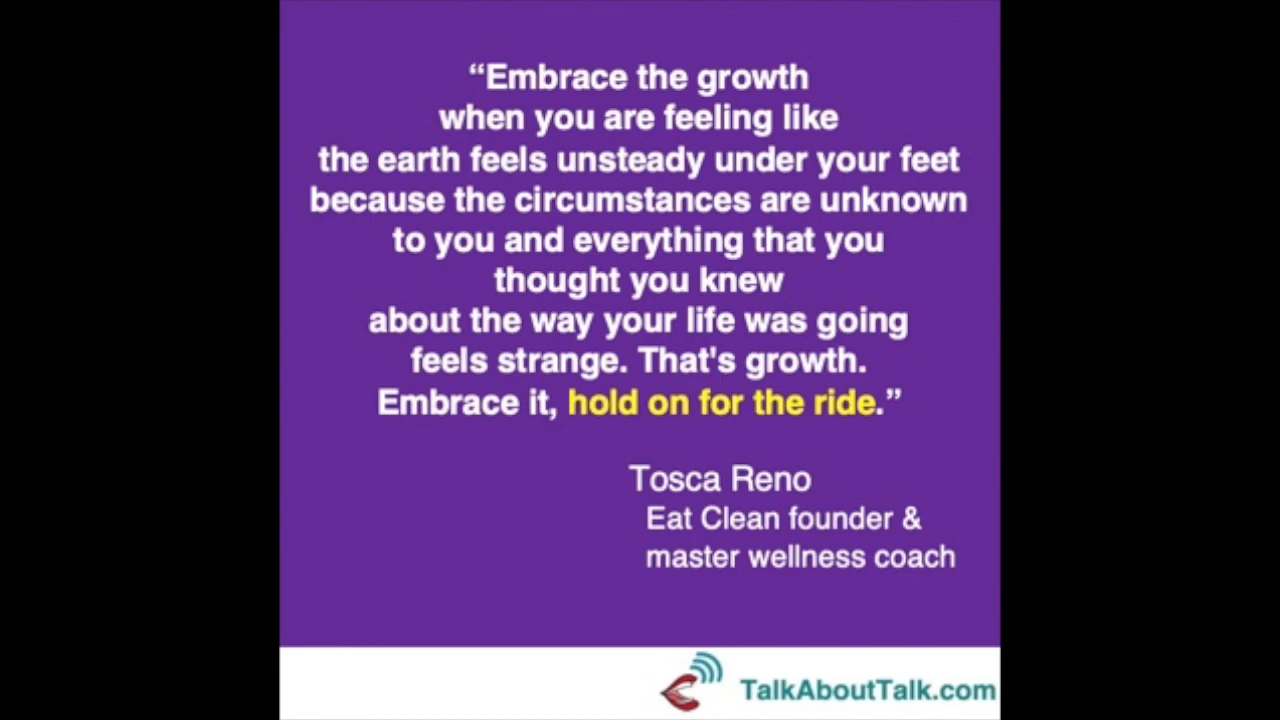 “Embrace the growth
when you are feeling like
the earth feels unsteady under your feet
because the circumstances are unknown
to you and everything that you
thought you knew
about the way your life was going
feels strange. That's growth.
Embrace it, hold on for the ride.”
Tosca Reno
Eat Clean founder &
master wellness coach
TalkAboutTalk.com